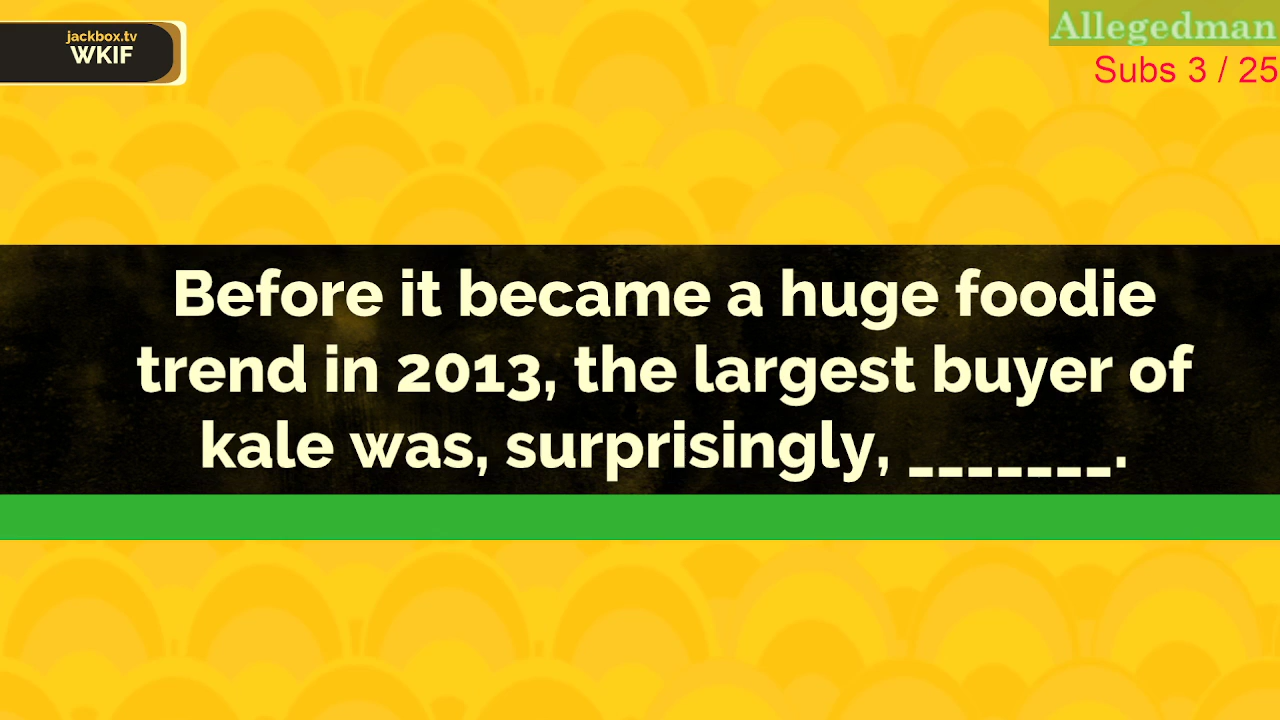 jackbox.tv
WKIF
Allegedman
Subs 3 / 25
Before it became a huge foodie
trend in 2013, the largest buyer of
kale was, surprisingly, _______.